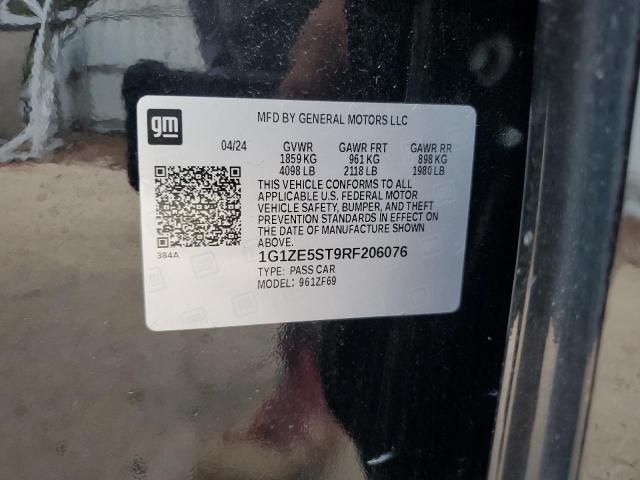 gm
MFD BY GENERAL MOTORS LLC
04/24 GVWR GAWR FRT GAWR RR
1859 KG 961 KG 898 KG
4098 LB 2118 LB 1980 LB
THIS VEHICLE CONFORMS TO ALL
APPLICABLE U.S. FEDERAL MOTOR
VEHICLE SAFETY, BUMPER, AND THEFT
PREVENTION STANDARDS IN EFFECT ON
THE DATE OF MANUFACTURE SHOWN
ABOVE.
384A
1G1ZE5ST9RF206076
TYPE: PASS CAR
MODEL: 961ZF69